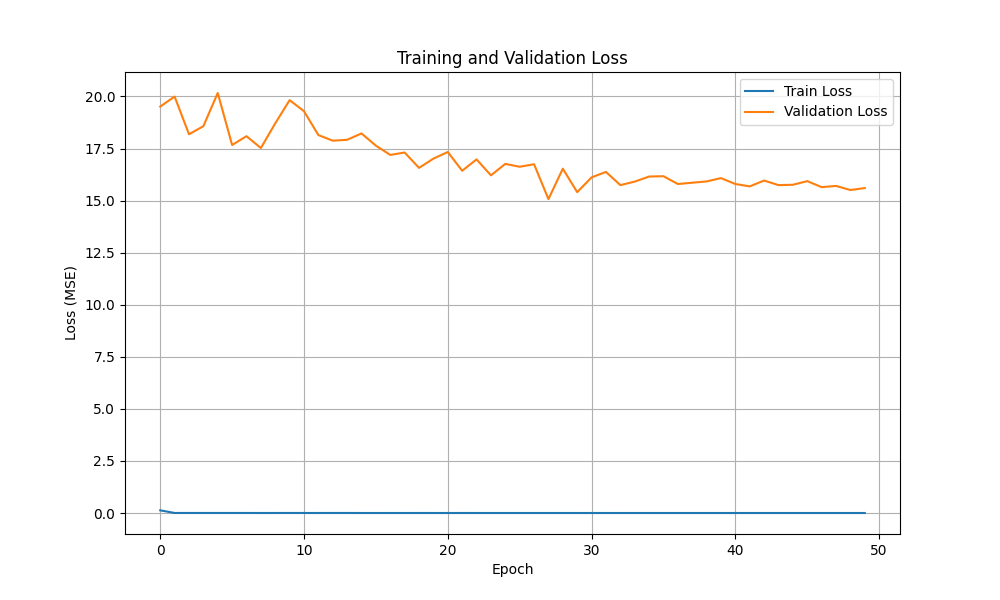 Training and Validation Loss
Train Loss
Validation Loss
20.0
17.5
15.0
12.5
10.0
7.5
5.0
2.5
0.0
Loss (MSE)
0 10 20 30 40 50
Epoch